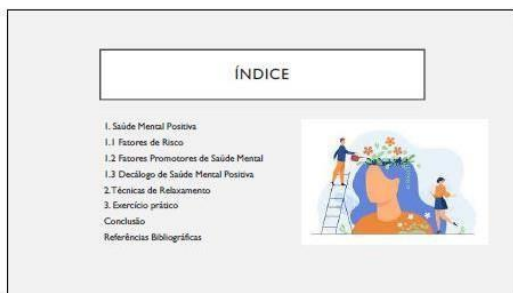 ÍNDICE
1. Saúde Mental Positiva
1.1 Fatores de Risco
1.2 Fatores Promotores de Saúde Mental
1.3 Decálogo de Saúde Mental Positiva
2. Técnicas de Relaxamento
3. Exercício prático
Conclusão
Referências Bibliográficas